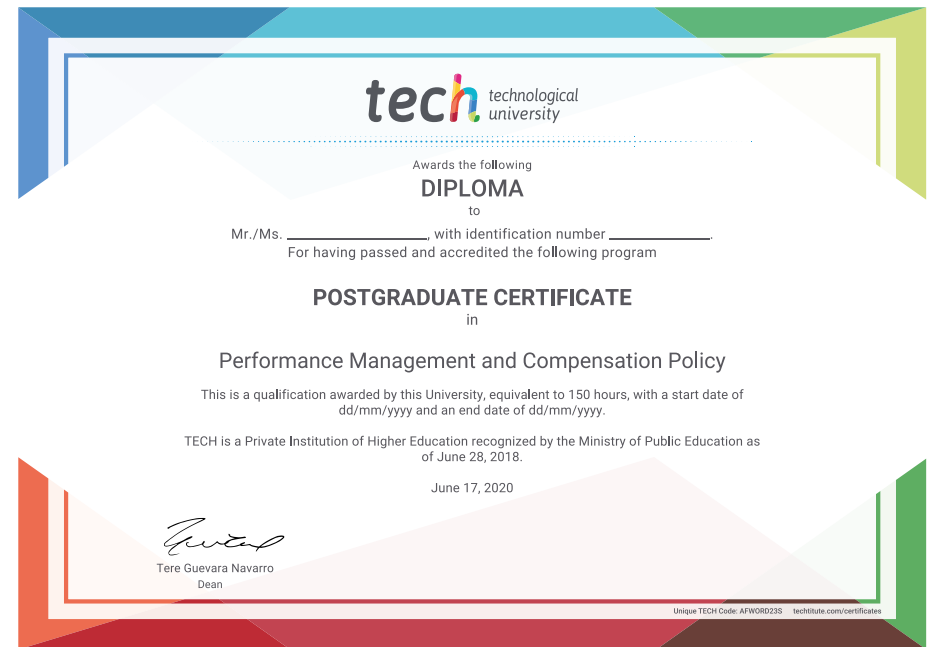 tech technological
university
Awards the following
DIPLOMA
to
Mr./Ms. ____________________, with identification number ______________.
For having passed and accredited the following program
POSTGRADUATE CERTIFICATE
in
Performance Management and Compensation Policy
This is a qualification awarded by this University, equivalent to 150 hours, with a start date of
dd/mm/yyyy and an end date of dd/mm/yyyy.
TECH is a Private Institution of Higher Education recognized by the Ministry of Public Education as
of June 28, 2018.
June 17, 2020
Tere Guevara Navarro
Dean
Unique TECH Code: AFWORD23S techtitute.com/certificates